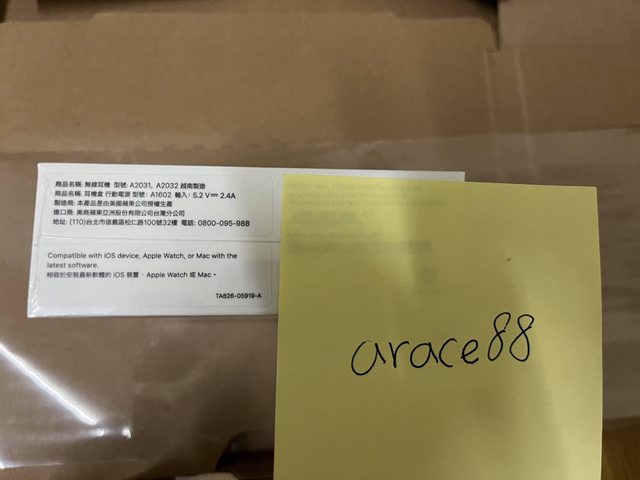 商品名稱: 無線耳機 型號: A2031, A2032 越南製造
商品名稱: 耳機盒 行動電源 型號: A1602 輸入: 5.2 V⎓ 2.4A
製造商: 本產品是由美國蘋果公司授權生產
進口商: 美商蘋果亞洲股份有限公司台灣分公司
地址: (110)台北市信義區松仁路100號32樓 電話: 0800-095-988
Compatible with iOS device, Apple Watch, or Mac with the
latest software.
相容於安裝最新軟體的 iOS 裝置、Apple Watch 或 Mac。
TA826-05919-A
arace88